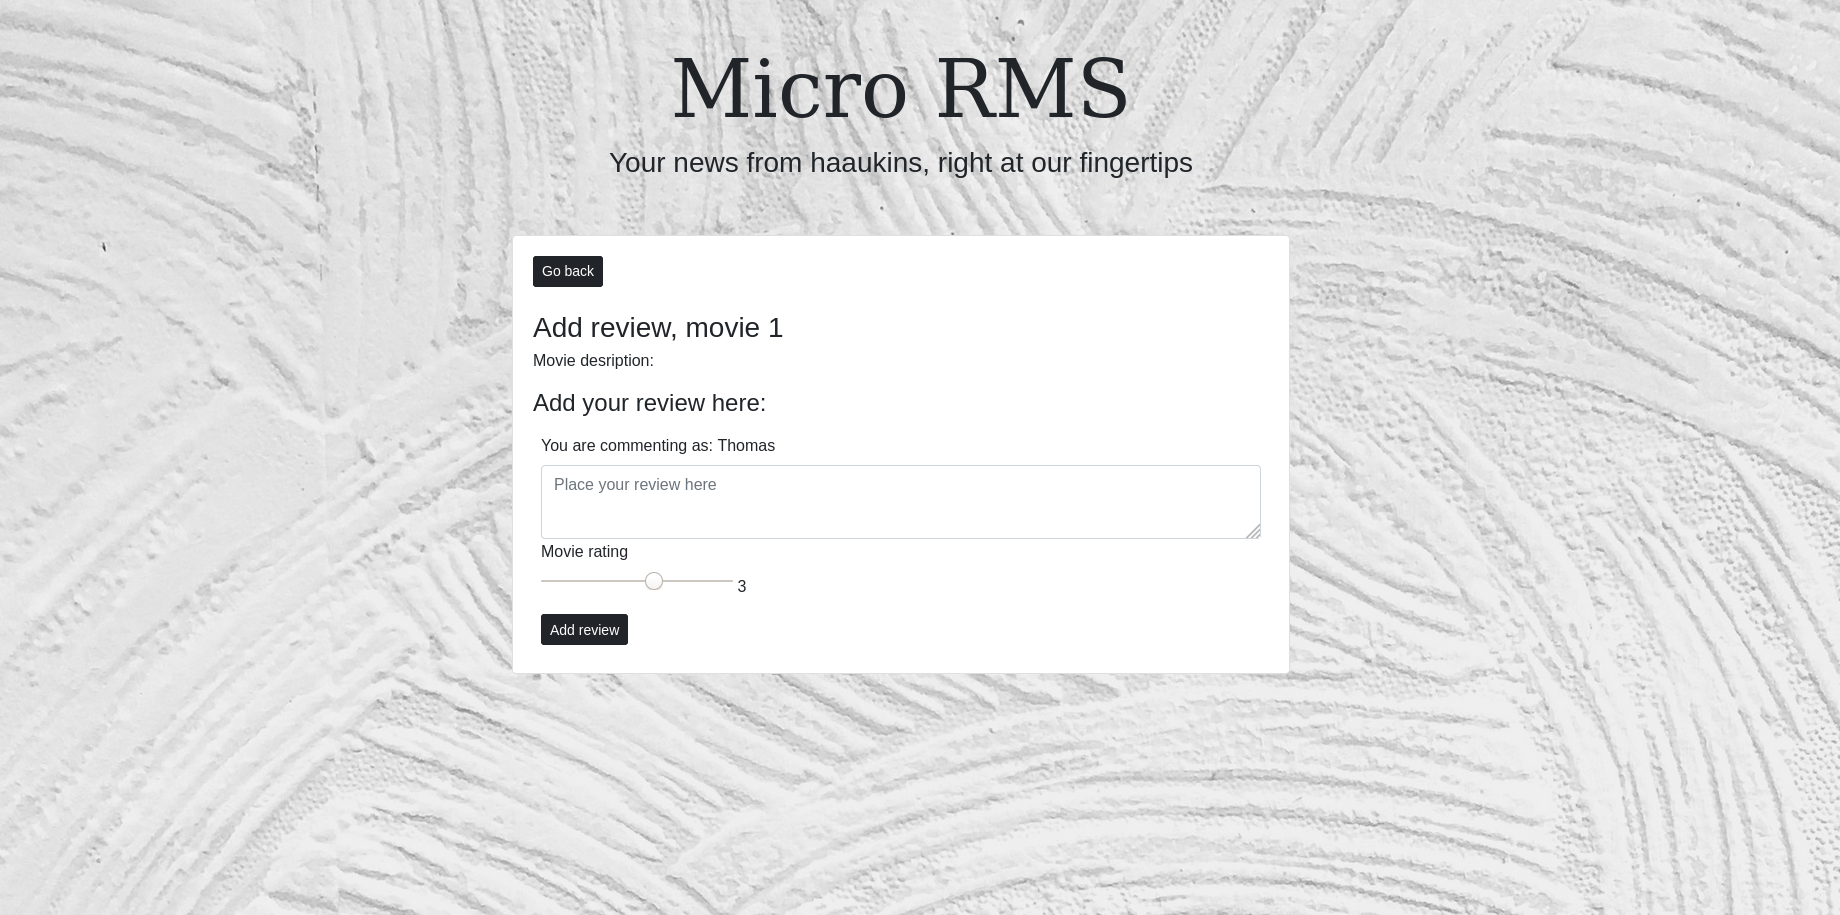 Micro RMS
Your news from haaukins, right at our fingertips
Go back
Add review, movie 1
Movie desription:
Add your review here:
You are commenting as: Thomas
Place your review here
Movie rating
3
Add review